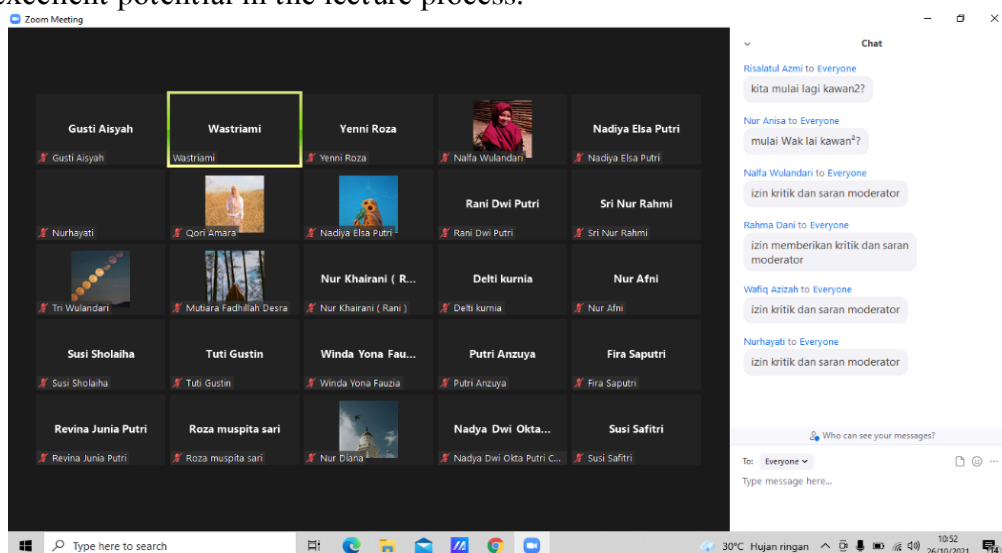 excellent potential in the lecture process.
Zoom Meeting
Chat
Risalatul Azmi to Everyone
kita mulai lagi kawan2?
Nur Anisa to Everyone
mulai Wak lai kawan²?
Nalfa Wulandari to Everyone
izin kritik dan saran moderator
Rahma Dani to Everyone
izin memberikan kritik dan saran
moderator
Wafiq Azizah to Everyone
izin kritik dan saran moderator
Nurhayati to Everyone
izin kritik dan saran moderator
Who can see your messages?
To: Everyone
Type message here...
Gusti Aisyah
Wastriami
Yenni Roza
Nadiya Elsa Putri
Gusti Aisyah
Wastriami
Yenni Roza
Nalfa Wulandari
Nadiya Elsa Putri
Rani Dwi Putri
Sri Nur Rahmi
Nurhayati
Qori Amara
Nadiya Elsa Putri
Rani Dwi Putri
Sri Nur Rahmi
Nur Khairani ( R...
Delti kurnia
Nur Afni
Tri Wulandari
Mutiara Fadhillah Desra
Nur Khairani ( Rani )
Delti kurnia
Nur Afni
Susi Sholaiha
Tuti Gustin
Winda Yona Fau...
Putri Anzuya
Fira Saputri
Susi Sholaiha
Tuti Gustin
Winda Yona Fauzia
Putri Anzuya
Fira Saputri
Revina Junia Putri
Roza muspita sari
Nadya Dwi Okta...
Susi Safitri
Revina Junia Putri
Roza muspita sari
Nur Diana
Nadya Dwi Okta Putri C...
Susi Safitri
Type here to search
30°C Hujan ringan
10:52
26/10/2021